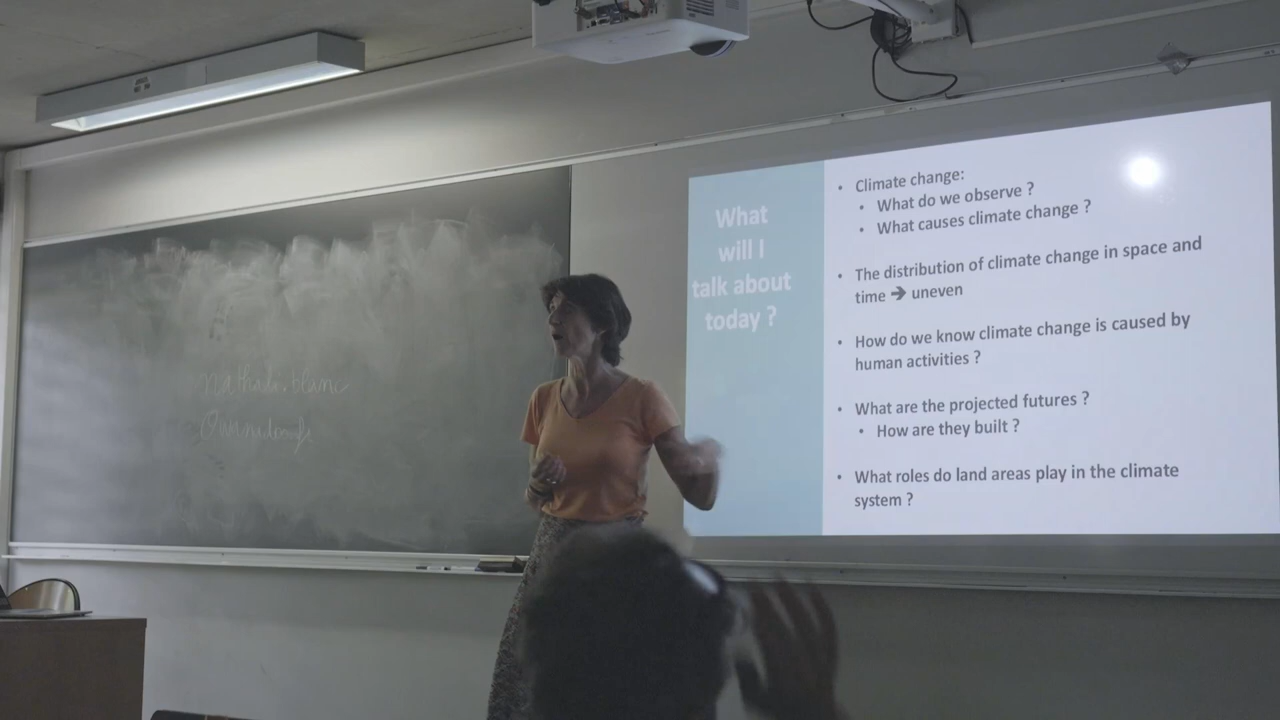 What
will I
talk about
today ?
• Climate change:
• What do we observe ?
• What causes climate change ?
• The distribution of climate change in space and
time ➔ uneven
• How do we know climate change is caused by
human activities ?
• What are the projected futures ?
• How are they built ?
• What roles do land areas play in the climate
system ?